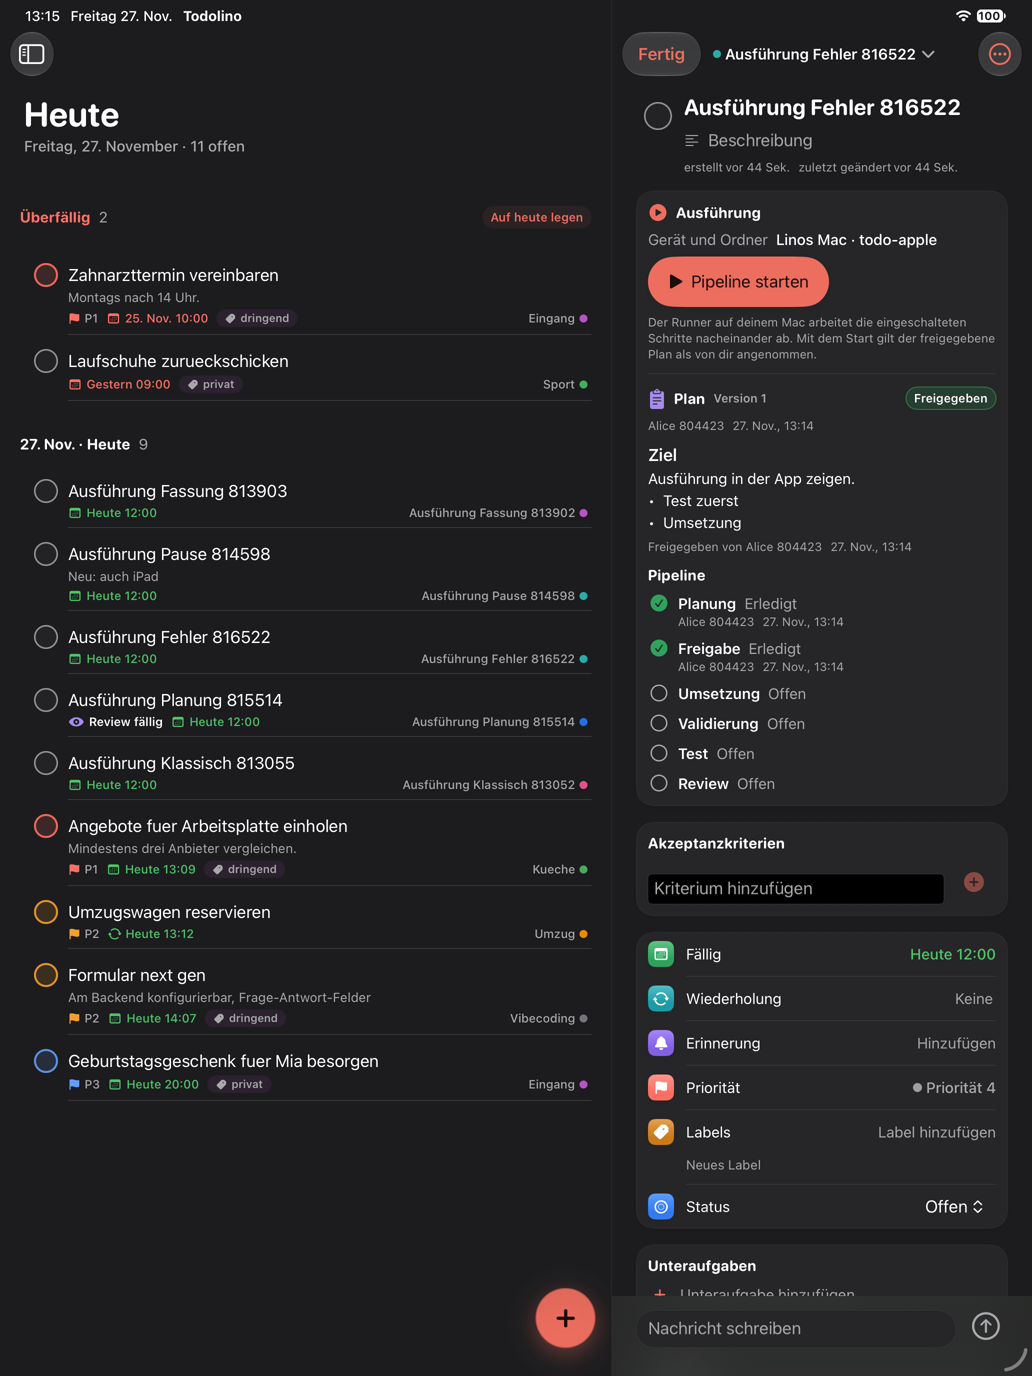 13:15 Freitag 27. Nov. Todolino
100
Heute
Freitag, 27. November · 11 offen
Überfällig 2
Auf heute legen
Zahnarzttermin vereinbaren
Montags nach 14 Uhr.
P1 25. Nov. 10:00 dringend Eingang
Laufschuhe zurueckschicken
Gestern 09:00 privat Sport
27. Nov. · Heute 9
Ausführung Fassung 813903
Heute 12:00 Ausführung Fassung 813902
Ausführung Pause 814598
Neu: auch iPad
Heute 12:00 Ausführung Pause 814598
Ausführung Fehler 816522
Heute 12:00 Ausführung Fehler 816522
Ausführung Planung 815514
Review fällig Heute 12:00 Ausführung Planung 815514
Ausführung Klassisch 813055
Heute 12:00 Ausführung Klassisch 813052
Angebote fuer Arbeitsplatte einholen
Mindestens drei Anbieter vergleichen.
P1 Heute 13:09 dringend Kueche
Umzugswagen reservieren
P2 Heute 13:12 Umzug
Formular next gen
Am Backend konfigurierbar, Frage-Antwort-Felder
P2 Heute 14:07 dringend Vibecoding
Geburtstagsgeschenk fuer Mia besorgen
P3 Heute 20:00 privat Eingang
Fertig
Ausführung Fehler 816522
Ausführung Fehler 816522
Beschreibung
erstellt vor 44 Sek. zuletzt geändert vor 44 Sek.
Ausführung
Gerät und Ordner Linos Mac · todo-apple
Pipeline starten
Der Runner auf deinem Mac arbeitet die eingeschalteten
Schritte nacheinander ab. Mit dem Start gilt der freigegebene
Plan als von dir angenommen.
Plan Version 1 Freigegeben
Alice 804423 27. Nov., 13:14
Ziel
Ausführung in der App zeigen.
• Test zuerst
• Umsetzung
Freigegeben von Alice 804423 27. Nov., 13:14
Pipeline
Planung Erledigt
Alice 804423 27. Nov., 13:14
Freigabe Erledigt
Alice 804423 27. Nov., 13:14
Umsetzung Offen
Validierung Offen
Test Offen
Review Offen
Akzeptanzkriterien
Kriterium hinzufügen
Fällig Heute 12:00
Wiederholung Keine
Erinnerung Hinzufügen
Priorität Priorität 4
Labels Label hinzufügen
Neues Label
Status Offen
Unteraufgaben
Unteraufgabe hinzufügen
Nachricht schreiben